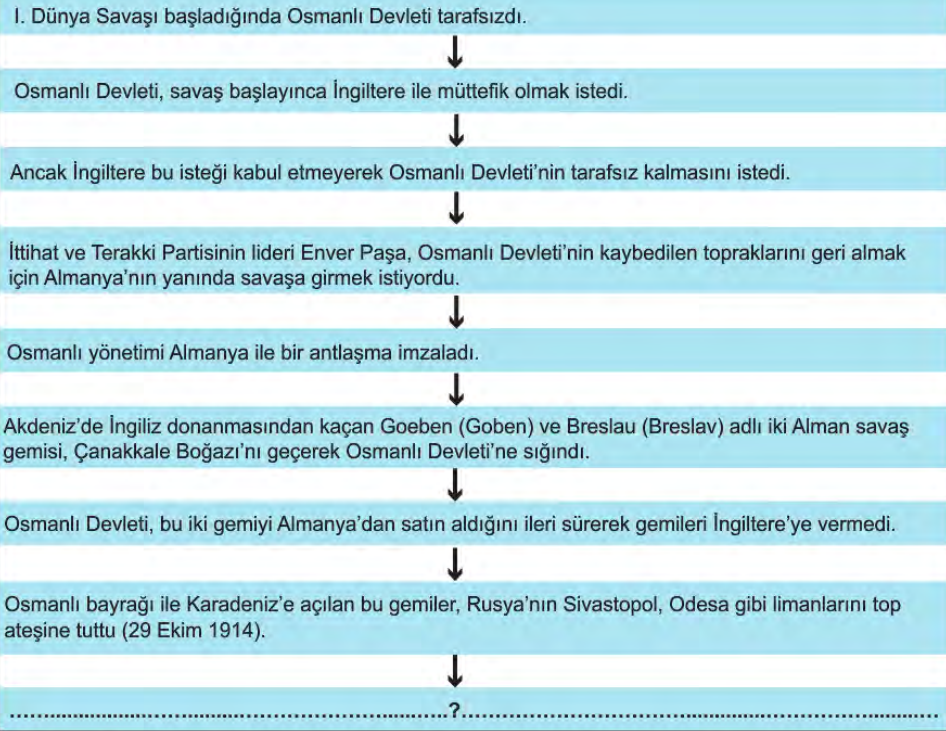 I. Dünya Savaşı başladığında Osmanlı Devleti tarafsızdı.
Osmanlı Devleti, savaş başlayınca İngiltere ile müttefik olmak istedi.
Ancak İngiltere bu isteği kabul etmeyerek Osmanlı Devleti’nin tarafsız kalmasını istedi.
İttihat ve Terakki Partisinin lideri Enver Paşa, Osmanlı Devleti’nin kaybedilen topraklarını geri almak
için Almanya’nın yanında savaşa girmek istiyordu.
Osmanlı yönetimi Almanya ile bir antlaşma imzaladı.
Akdeniz’de İngiliz donanmasından kaçan Goeben (Goben) ve Breslau (Breslav) adlı iki Alman savaş
gemisi, Çanakkale Boğazı’nı geçerek Osmanlı Devleti’ne sığındı.
Osmanlı Devleti, bu iki gemiyi Almanya’dan satın aldığını ileri sürerek gemileri İngiltere’ye vermedi.
Osmanlı bayrağı ile Karadeniz’e açılan bu gemiler, Rusya’nın Sivastopol, Odesa gibi limanlarını top
ateşine tuttu (29 Ekim 1914).
..............................................................?..............................................................